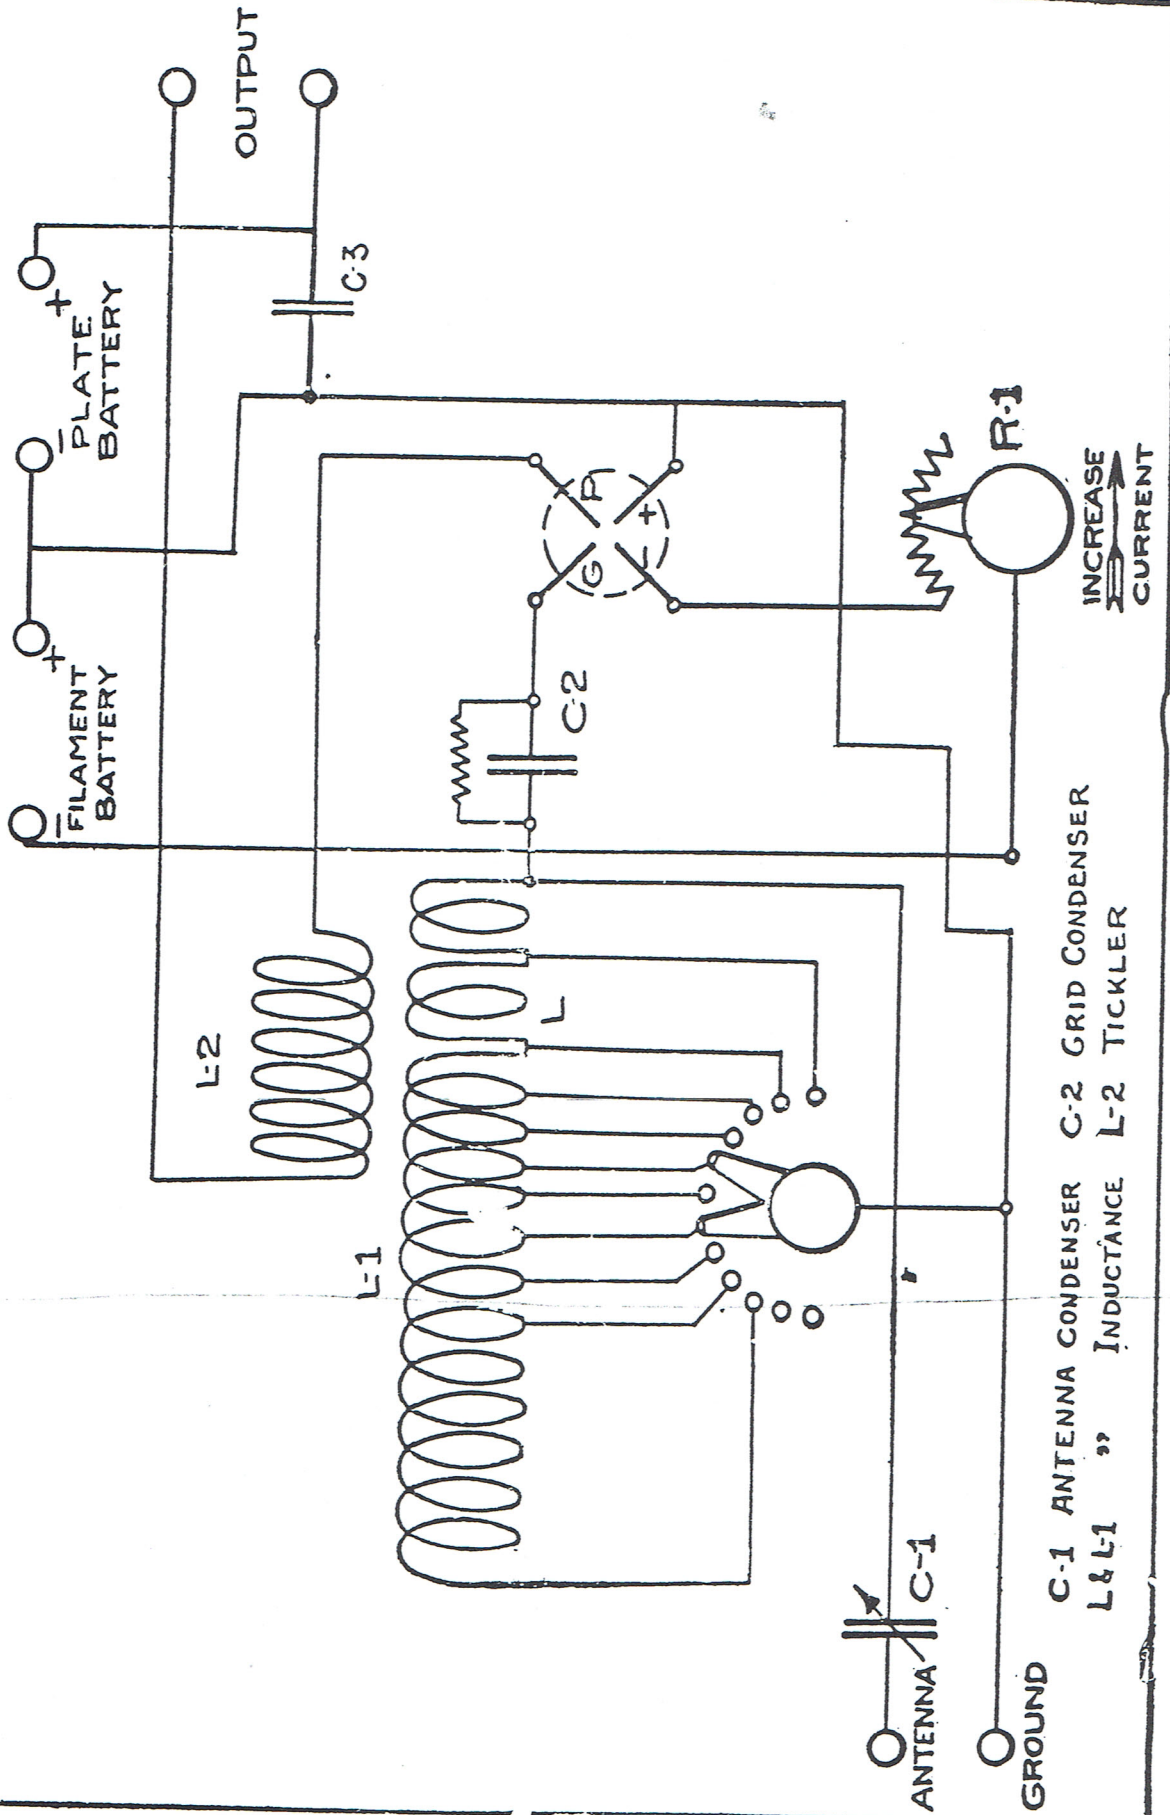 −FILAMENT +
BATTERY
−PLATE +
BATTERY
OUTPUT
L-2
C-3
L-1
L
C-2
G
P
−
+
R-1
INCREASE
CURRENT
ANTENNA
C-1
GROUND
C-1 ANTENNA CONDENSER C-2 GRID CONDENSER
L&L-1 " INDUCTANCE L-2 TICKLER